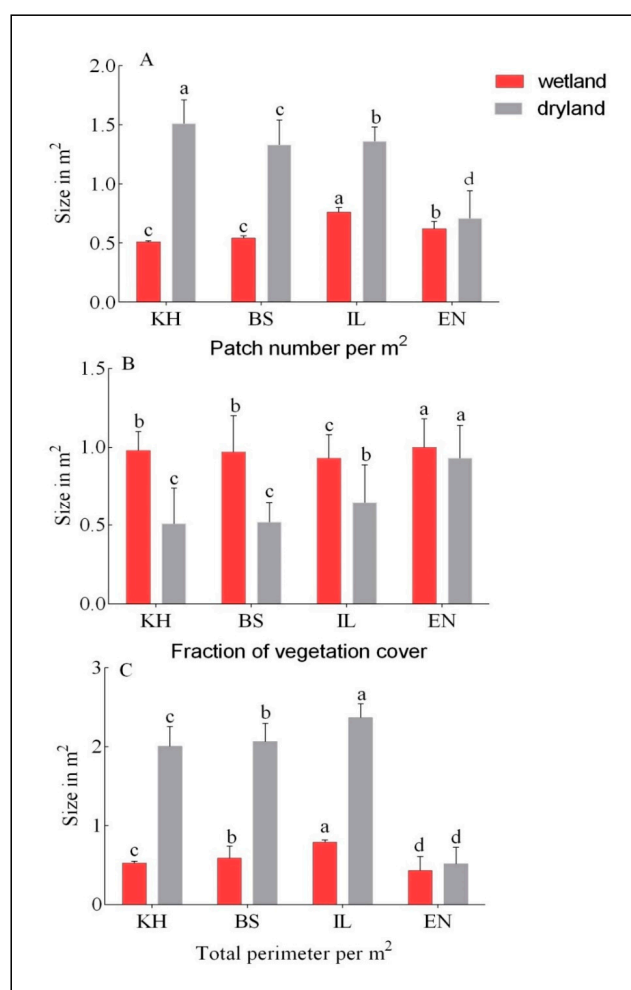 A
wetland
dryland
2.0
1.5
1.0
0.5
0.0
Size in m²
a
c
b
d
c
c
a
b
KH BS IL EN
Patch number per m²
B
1.5
1.0
0.5
0.0
Size in m²
b
c
b
c
c
b
a
a
KH BS IL EN
Fraction of vegetation cover
C
3
2
1
0
Size in m²
c
c
b
b
a
a
d
d
KH BS IL EN
Total perimeter per m²